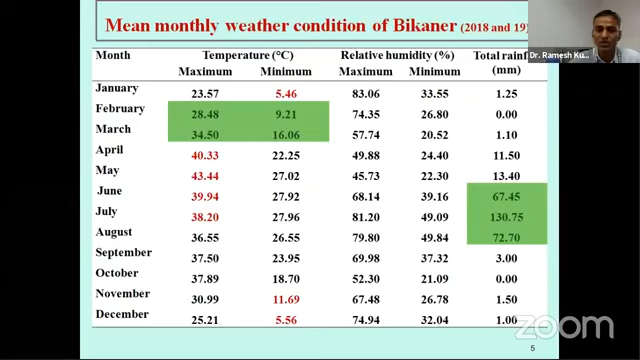 Mean monthly weather condition of Bikaner (2018 and 19)
Dr. Ramesh Ku...
Month Temperature (°C) Relative humidity (%) Total rainf
Maximum Minimum Maximum Minimum (mm)
January 23.57 5.46 83.06 33.55 1.25
February 28.48 9.21 74.35 26.80 0.00
March 34.50 16.06 57.74 20.52 1.10
April 40.33 22.25 49.88 24.40 11.50
May 43.44 27.02 45.73 22.30 13.40
June 39.94 27.92 68.14 39.16 67.45
July 38.20 27.96 81.20 49.09 130.75
August 36.55 26.55 79.80 49.84 72.70
September 37.50 23.95 69.98 37.32 3.00
October 37.89 18.70 52.30 21.09 0.00
November 30.99 11.69 67.48 26.78 1.50
December 25.21 5.56 74.94 32.04 1.00
zoom
5